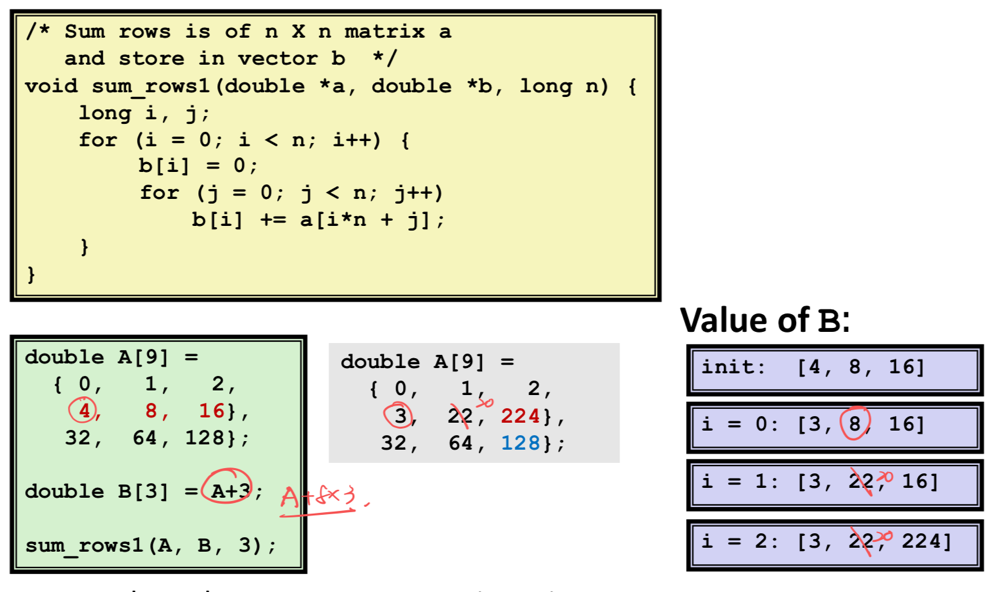 /* Sum rows is of n X n matrix a
and store in vector b */
void sum_rows1(double *a, double *b, long n) {
long i, j;
for (i = 0; i < n; i++) {
b[i] = 0;
for (j = 0; j < n; j++)
b[i] += a[i*n + j];
}
}
double A[9] =
{ 0, 1, 2,
4, 8, 16},
32, 64, 128};
double B[3] = A+3;
A+8×3.
sum_rows1(A, B, 3);
double A[9] =
{ 0, 1, 2,
3, 22, 20 224},
32, 64, 128};
Value of B:
init: [4, 8, 16]
i = 0: [3, 8, 16]
i = 1: [3, 22, 20 16]
i = 2: [3, 22, 20 224]